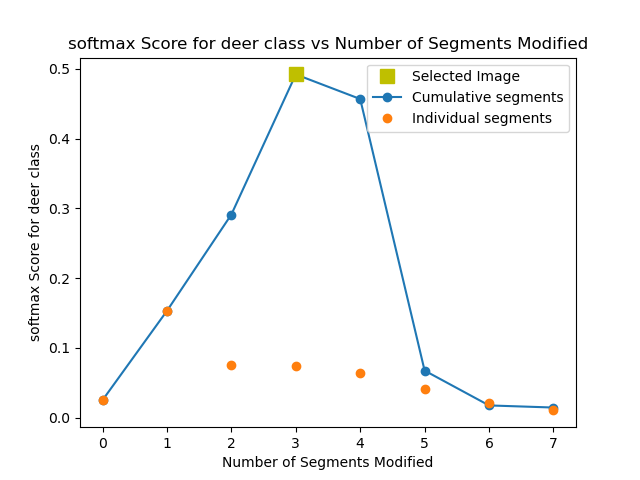 softmax Score for deer class vs Number of Segments Modified
Selected Image
Cumulative segments
Individual segments
softmax Score for deer class
0.5
0.4
0.3
0.2
0.1
0.0
0 1 2 3 4 5 6 7
Number of Segments Modified